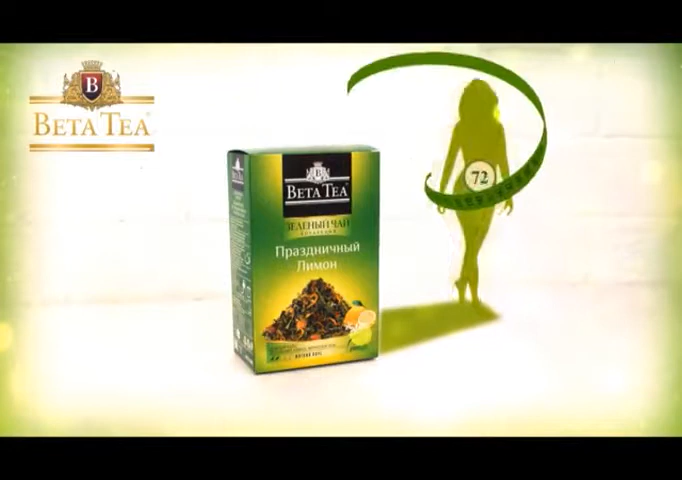 B
BETA TEA
72
B
BETA TEA
ЗЕЛЕНЫЙ ЧАЙ
Праздничный
Лимон